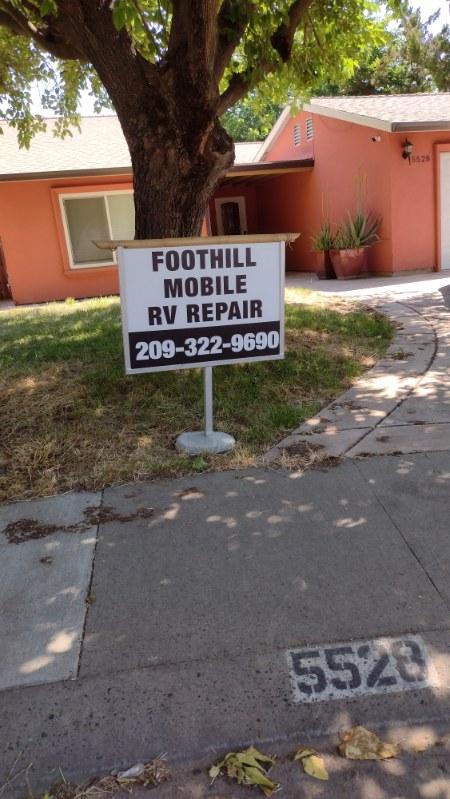 5528
FOOTHILL
MOBILE
RV REPAIR
209-322-9690
5528